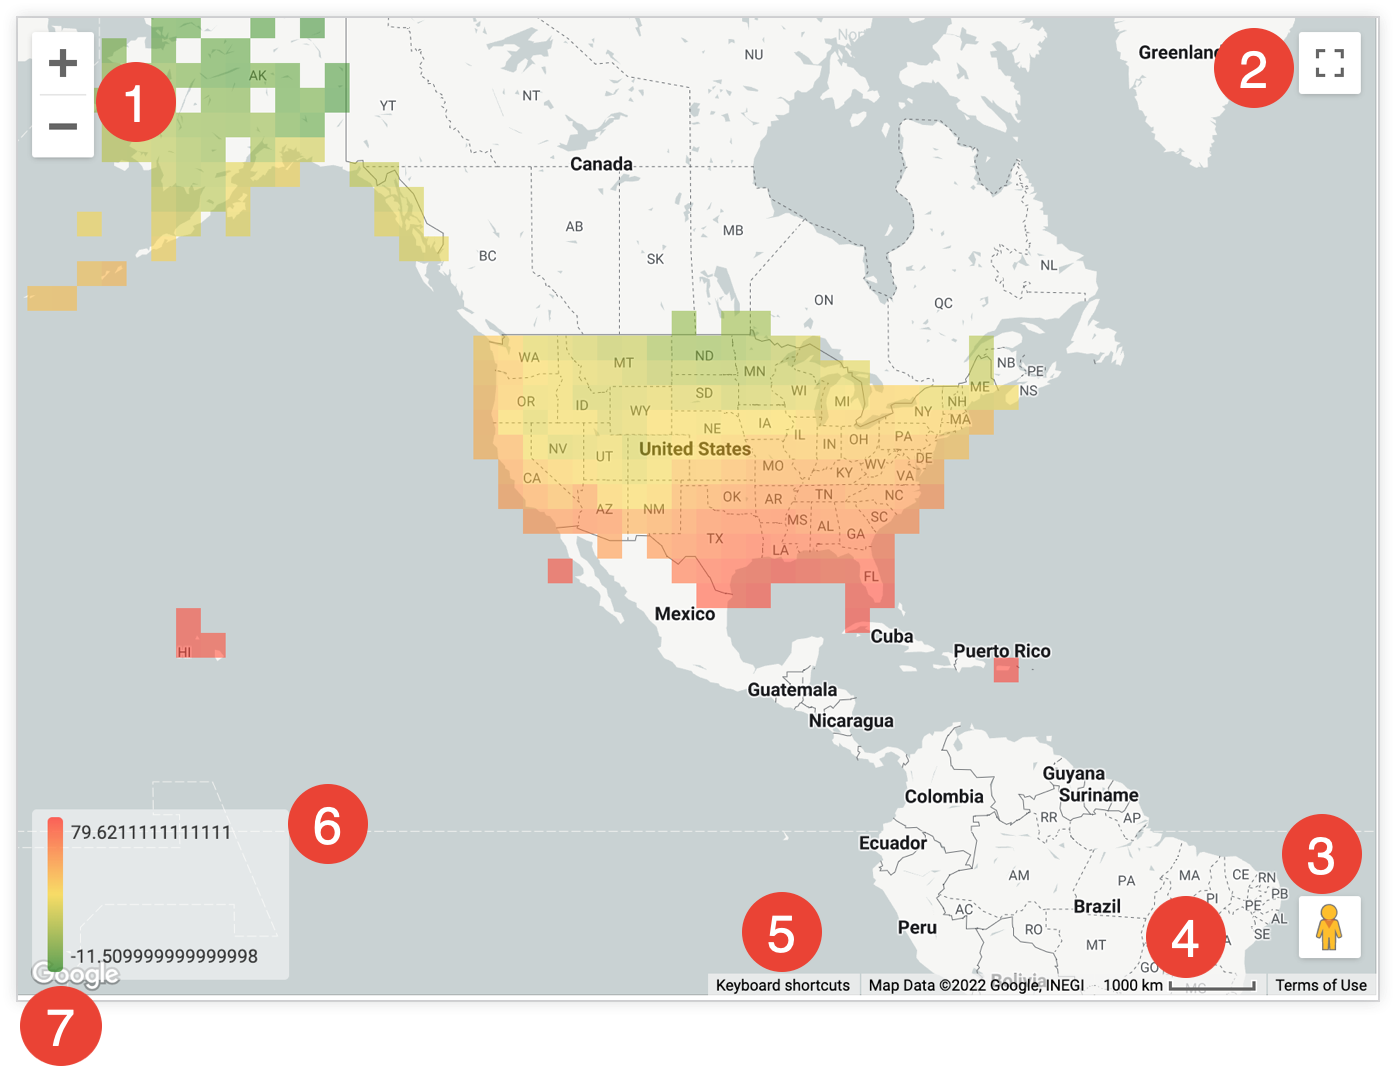 Greenland
2
NU
AK
1
NT
YT
Canada
AB
MB
BC
SK
NL
ON
QC
WA
MT
ND
MN
NB
PE
NS
ME
OR
ID
WY
SD
WI
MI
NY
NH
MA
NE
IA
IL
IN
OH
PA
NV
UT
United States
MO
KY
WV
DE
VA
CA
AZ
NM
OK
AR
TN
NC
MS
AL
GA
SC
TX
LA
FL
Mexico
HI
Cuba
Puerto Rico
Guatemala
Nicaragua
Guyana
Colombia
Suriname
RR
AP
6
79.6211111111111
Ecuador
3
AM
PA
MA
CE
RN
PB
PI
PE
AL
SE
AC
Brazil
Peru
RO
MT
5
4
-11.509999999999998
GO
Google
Bolivia
MG
Keyboard shortcuts
Map Data ©2022 Google, INEGI
1000 km
Terms of Use
7